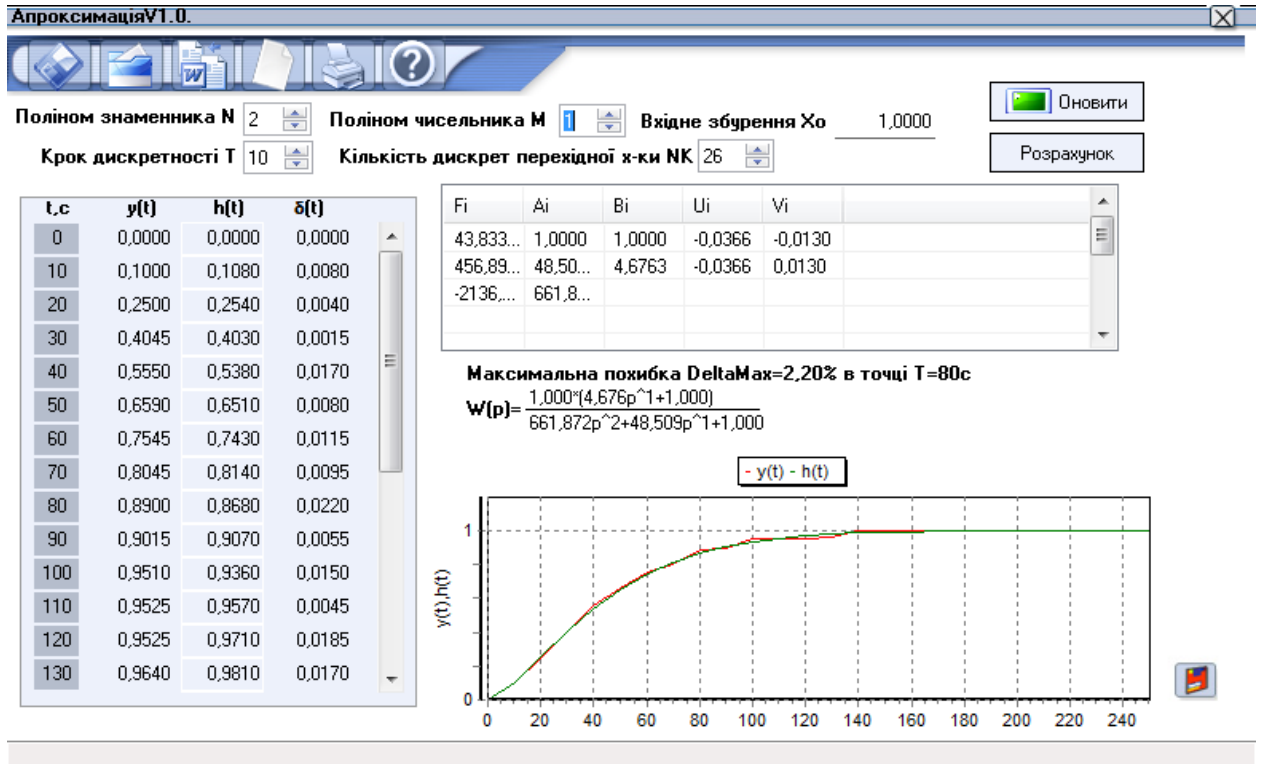 АпроксимаціяV1.0.
W
?
Поліном знаменника N 2 Поліном чисельника M 1 Вхідне збурення Xo 1,0000 Оновити
Крок дискретності T 10 Кількість дискрет перехідної х-ки NK 26 Розрахунок
t,c y(t) h(t) δ(t)
0 0,0000 0,0000 0,0000
10 0,1000 0,1080 0,0080
20 0,2500 0,2540 0,0040
30 0,4045 0,4030 0,0015
40 0,5550 0,5380 0,0170
50 0,6590 0,6510 0,0080
60 0,7545 0,7430 0,0115
70 0,8045 0,8140 0,0095
80 0,8900 0,8680 0,0220
90 0,9015 0,9070 0,0055
100 0,9510 0,9360 0,0150
110 0,9525 0,9570 0,0045
120 0,9525 0,9710 0,0185
130 0,9640 0,9810 0,0170
Fi Ai Bi Ui Vi
43,833... 1,0000 1,0000 -0,0366 -0,0130
456,89... 48,50... 4,6763 -0,0366 0,0130
-2136,... 661,8...
Максимальна похибка DeltaMax=2,20% в точці T=80c
W(p)= 1,000*(4,676p^1+1,000)
661,872p^2+48,509p^1+1,000
- y(t) - h(t)
y(t),h(t)
1
0
0 20 40 60 80 100 120 140 160 180 200 220 240